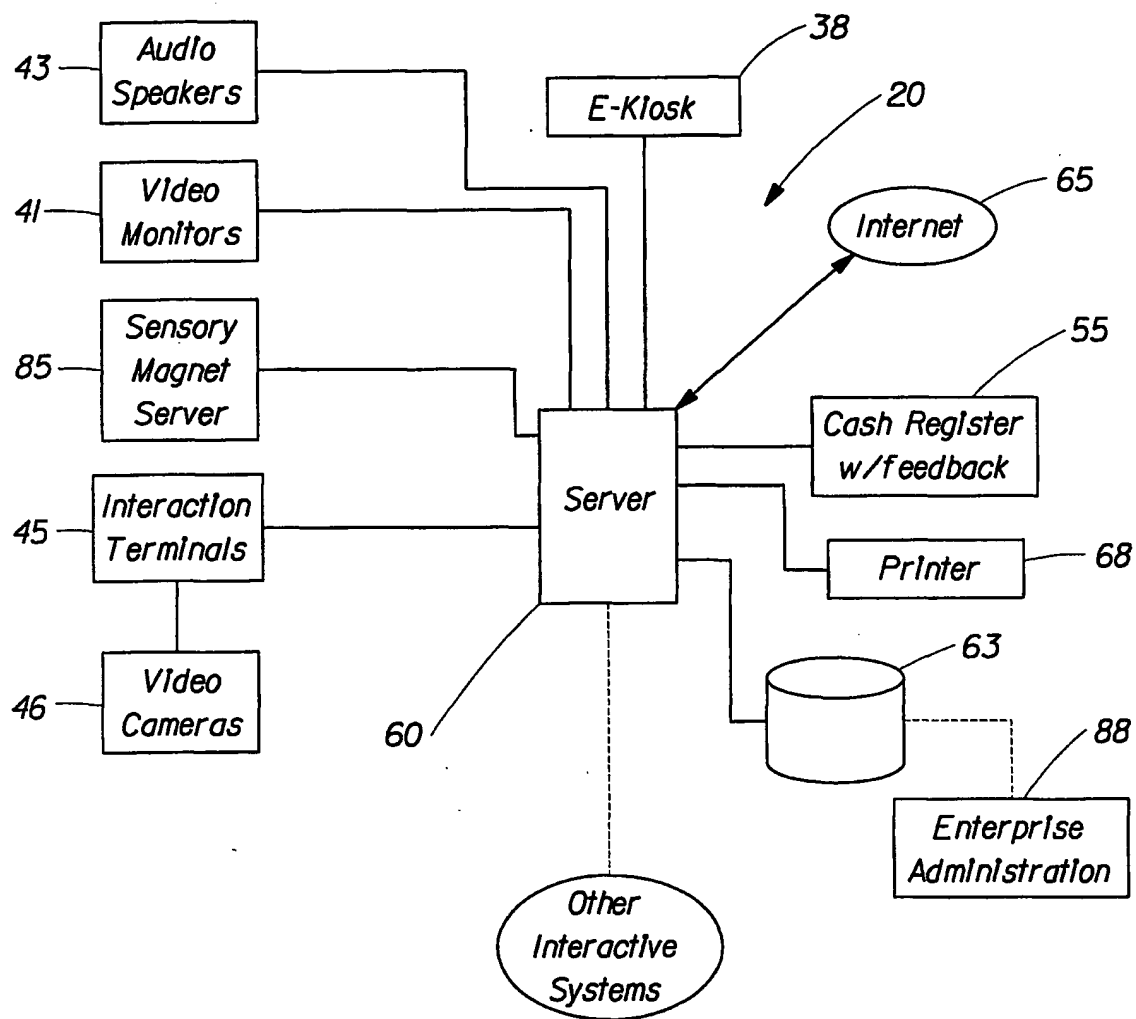 43
Audio
Speakers
38
E-Kiosk
20
41
Video
Monitors
65
Internet
85
Sensory
Magnet
Server
55
Cash Register
w/feedback
45
Interaction
Terminals
Server
68
Printer
46
Video
Cameras
60
63
88
Enterprise
Administration
Other
Interactive
Systems